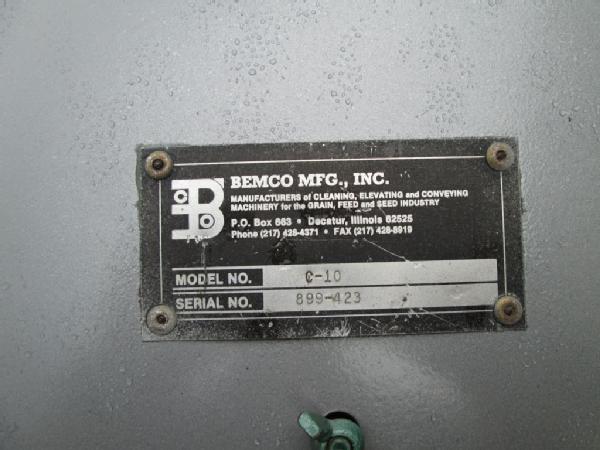 B
BEMCO MFG., INC.
MANUFACTURERS of CLEANING, ELEVATING and CONVEYING
MACHINERY for the GRAIN, FEED and SEED INDUSTRY
P.O. Box 663 • Decatur, Illinois 62525
Phone (217) 428-4371 • FAX (217) 428-8919
MODEL NO. C-10
SERIAL NO. 899-423